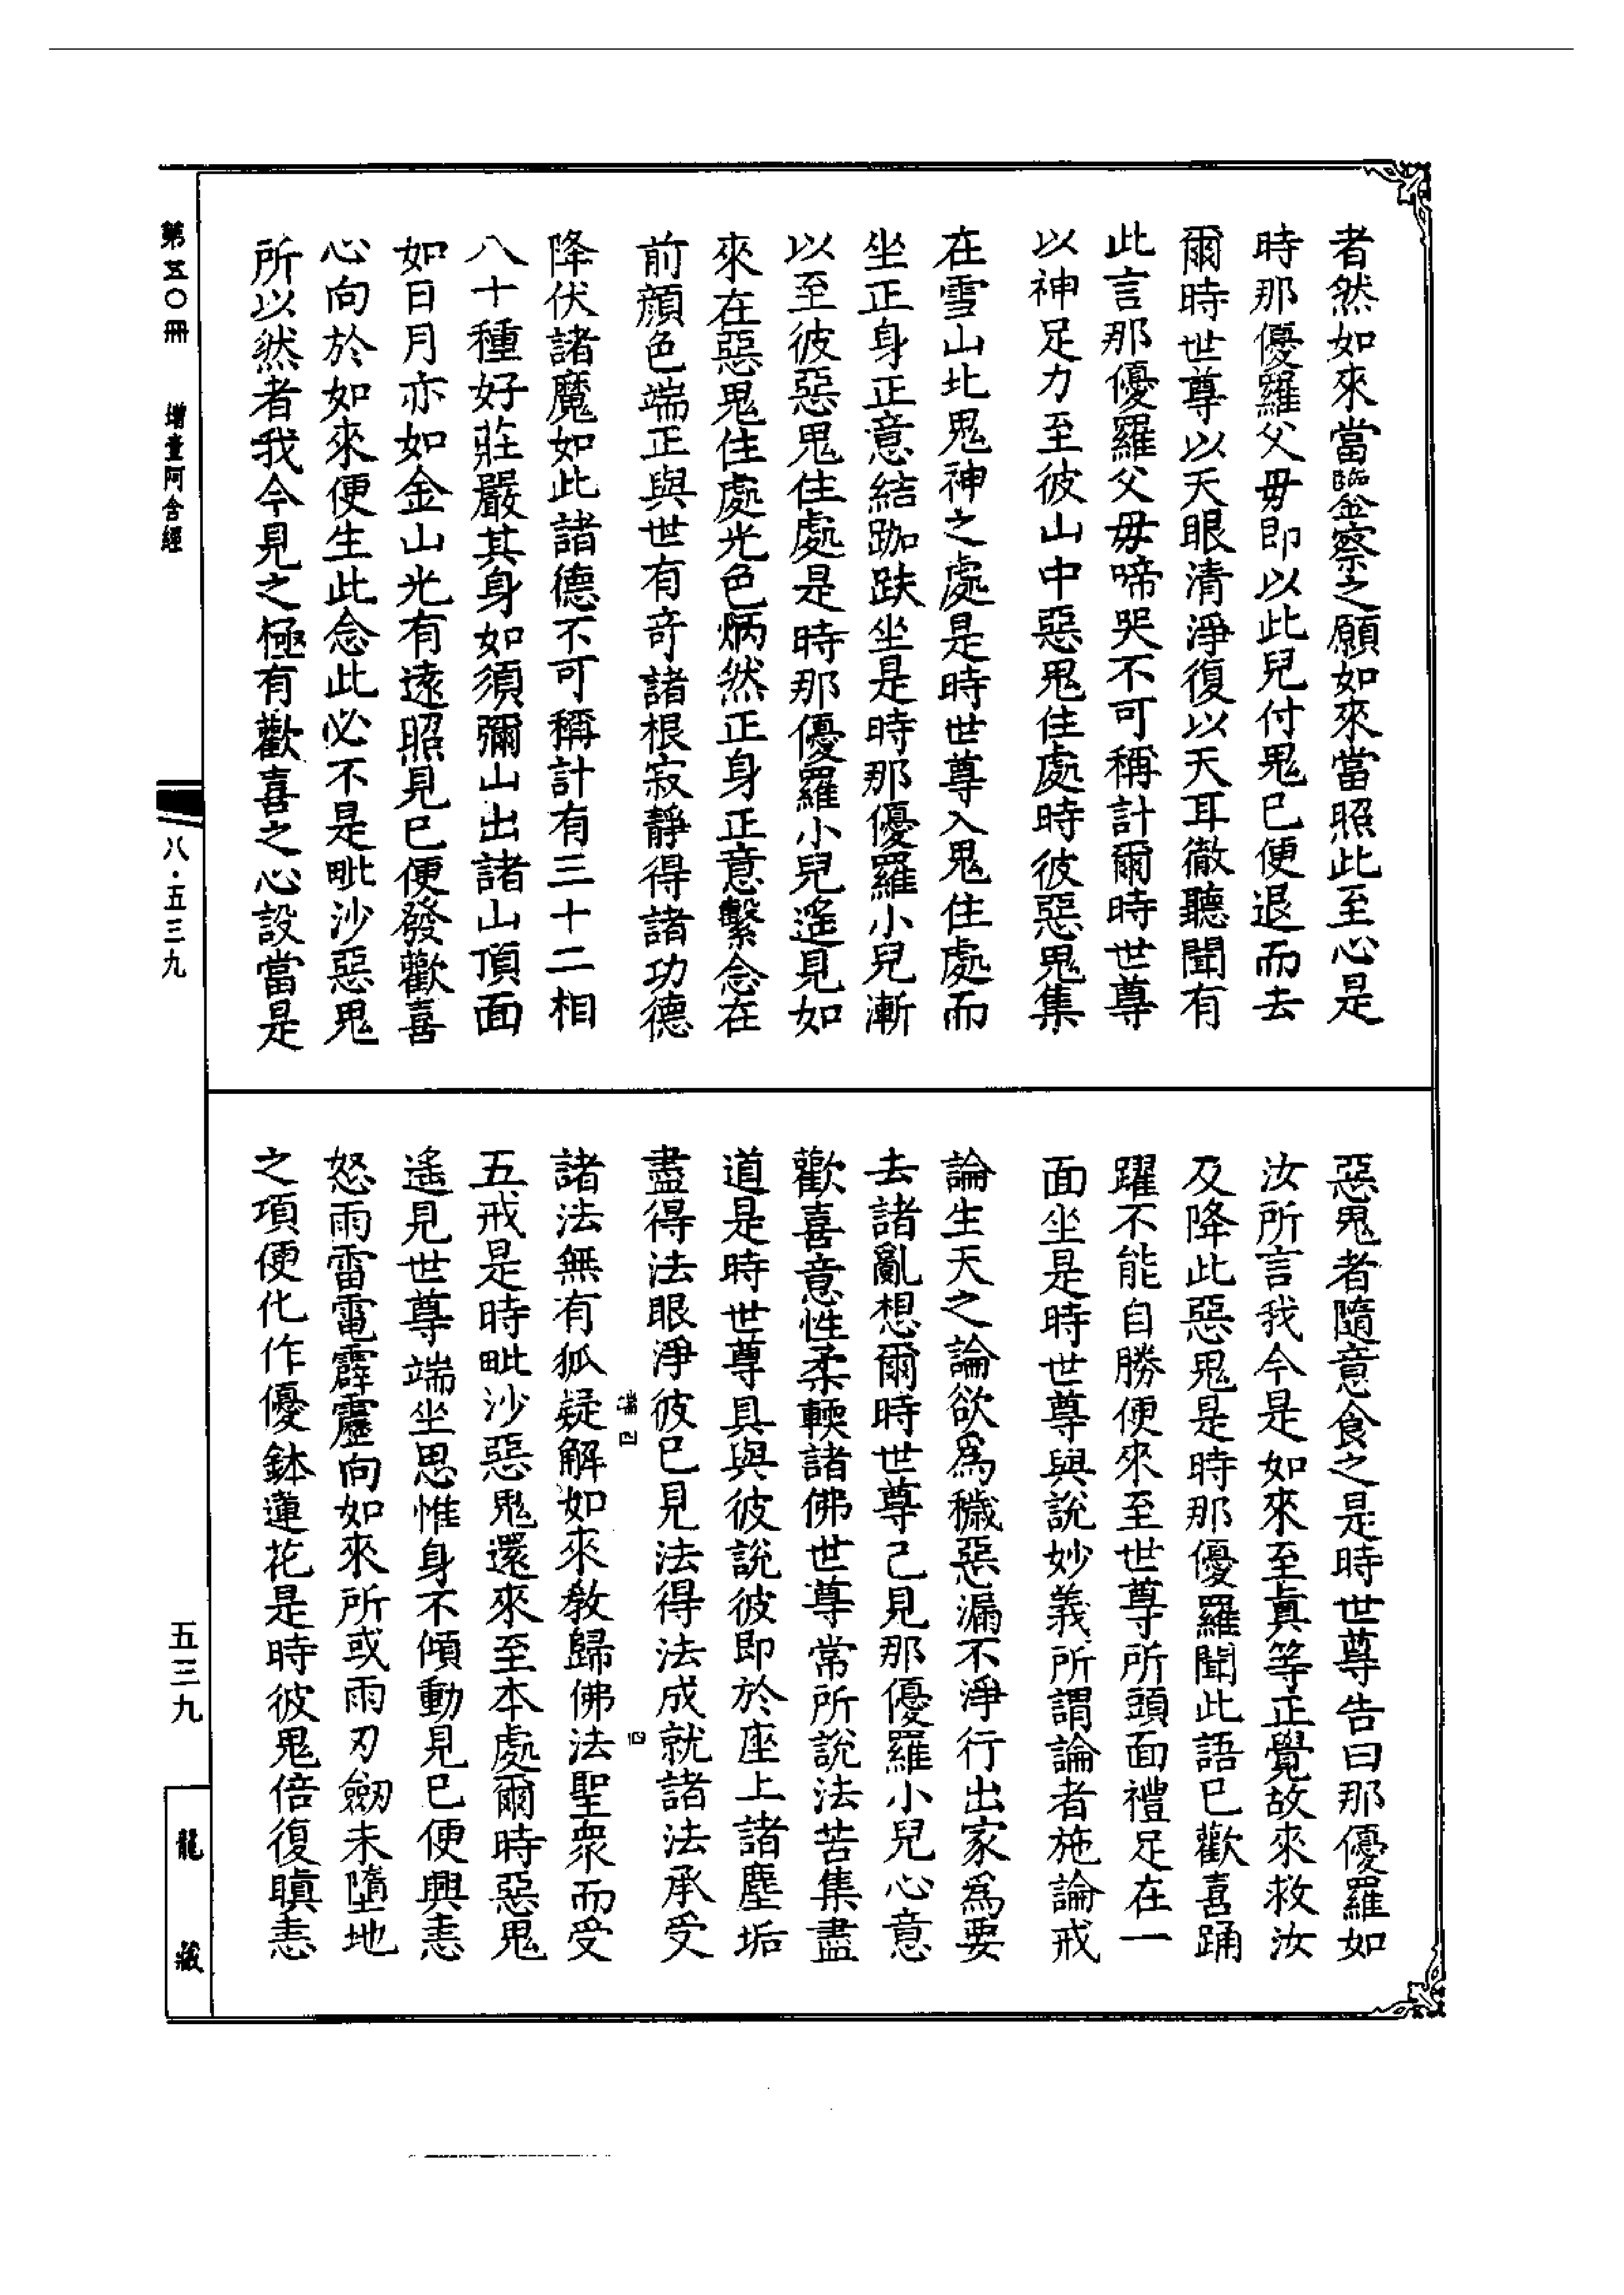 者然如來當臨監察之願如來當照此至心是
時那優羅父毋即以此兒付鬼已便退而去
爾時世尊以天眼清淨復以天耳徹聽聞有
此言那優羅父毋啼哭不可稱計爾時世尊
以神足力至彼山中惡鬼住處時彼惡鬼集
在雪山北鬼神之處是時世尊入鬼住處而
坐正身正意結跏趺坐是時那優羅小兒漸
以至彼惡鬼住處是時那優羅小兒遥見如
來在惡鬼住處光色炳然正身正意繫念在
前顔色端正與世有竒諸根寂靜得諸功德
降伏諸魔如此諸德不可稱計有三十二相
八十種好莊嚴其身如須彌山出諸山頂面
如日月亦如金山光有遠照見已便發歡喜
心向於如來便生此念此必不是毗沙惡鬼
所以然者我今見之極有歡喜之心設當是
惡鬼者隨意食之是時世尊告曰那優羅如
汝所言我今是如來至眞等正覺故來救汝
及降此惡鬼是時那優羅聞此語已歡喜踊
躍不能自勝便來至世尊所頭面禮足在一
面坐是時世尊與說妙義所謂論者施論戒
論生天之論欲爲穢惡漏不淨行出家爲要
去諸亂想爾時世尊已見那優羅小兒心意
歡喜意性柔輭諸佛世尊常所說法苦集盡
道是時世尊具與彼說彼即於座上諸塵垢
盡得法眼淨彼已見法得法成就諸法承受
諸法無有狐疑解如來教歸佛法聖衆而受
五戒是時毗沙惡鬼還來至本處爾時惡鬼
遥見世尊端坐思惟身不傾動見已便興恚
怒雨雷電霹靂向如來所或雨刀劒未墮地
之項便化作優鉢蓮花是時彼鬼倍復瞋恚
第五〇冊 增壹阿含經
八·五三九
五三九
龍藏